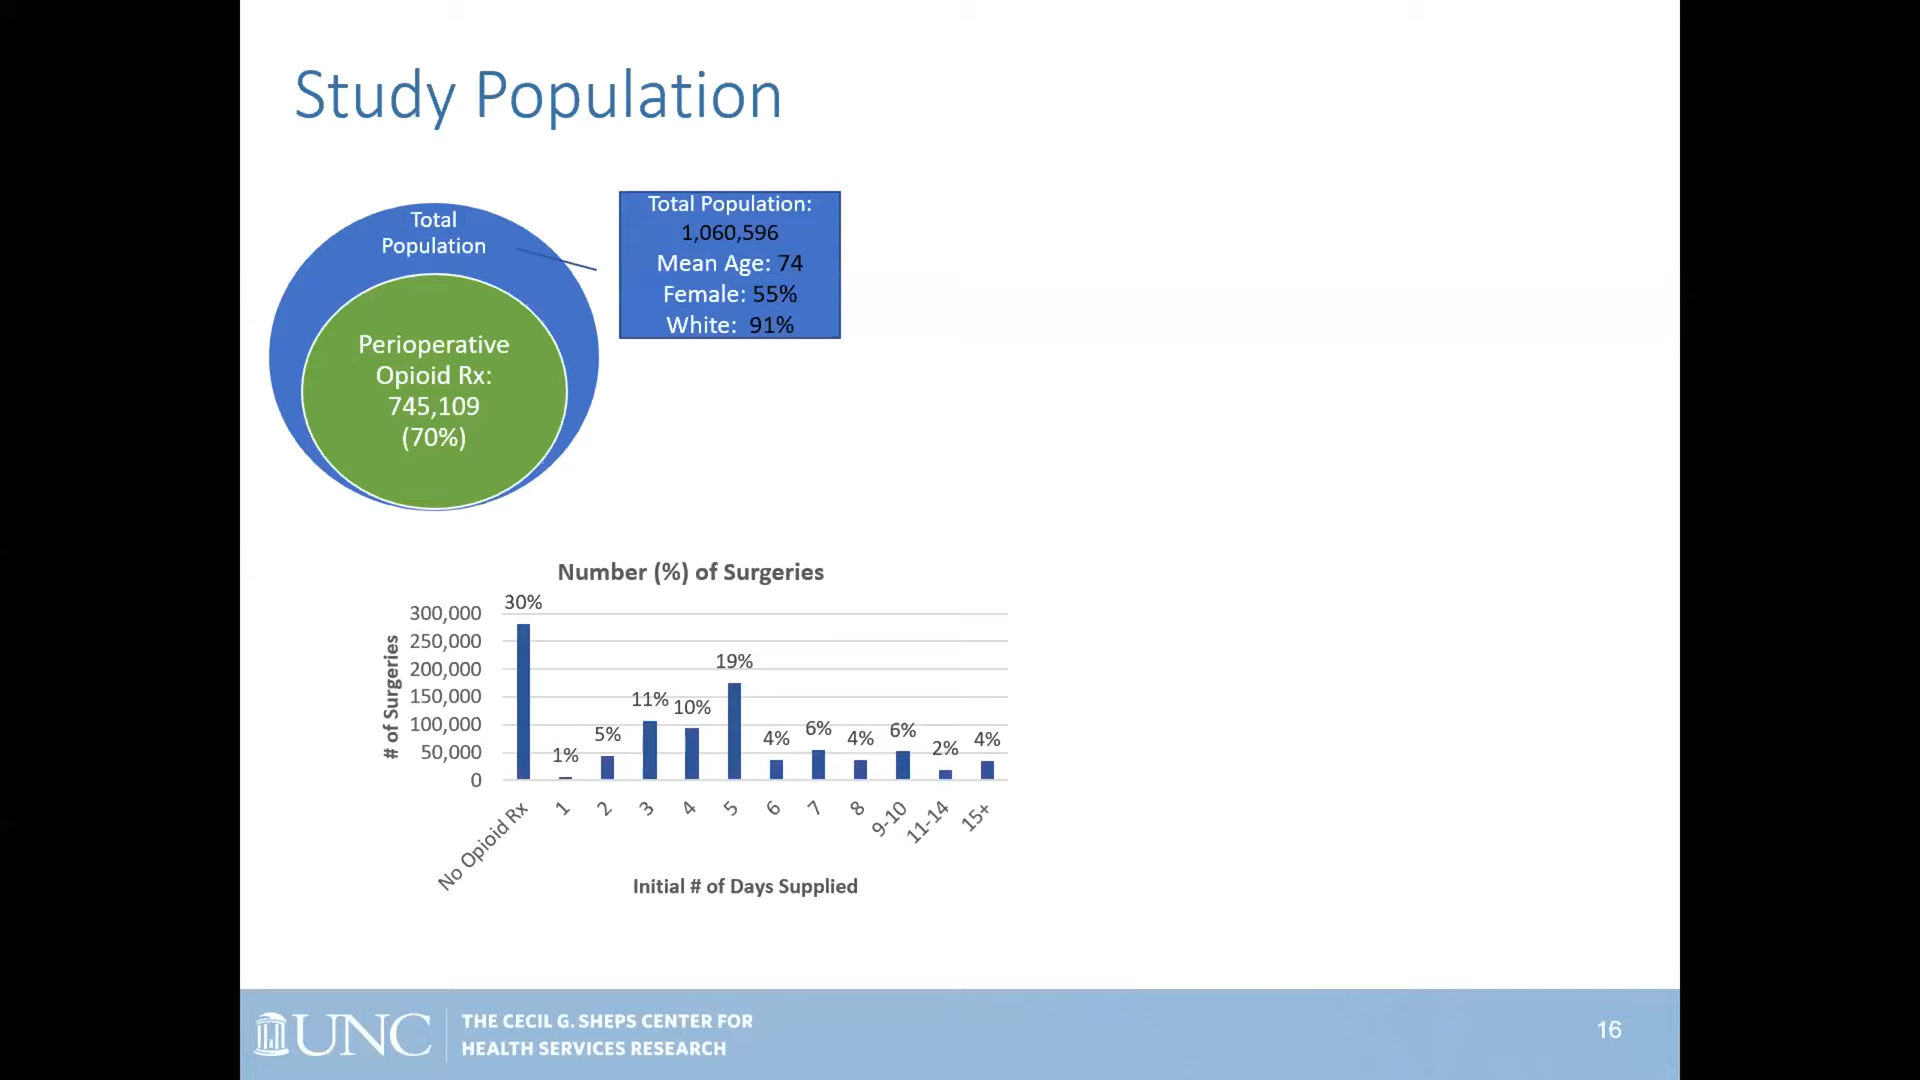 Study Population
Total
Population
Perioperative
Opioid Rx:
745,109
(70%)
Total Population:
1,060,596
Mean Age: 74
Female: 55%
White: 91%
Number (%) of Surgeries
# of Surgeries
300,000
250,000
200,000
150,000
100,000
50,000
0
30%
1%
5%
11%
10%
19%
4%
6%
4%
6%
2%
4%
No Opioid Rx
1
2
3
4
5
6
7
8
9-10
11-14
15+
Initial # of Days Supplied
UNC
THE CECIL G. SHEPS CENTER FOR
HEALTH SERVICES RESEARCH
16